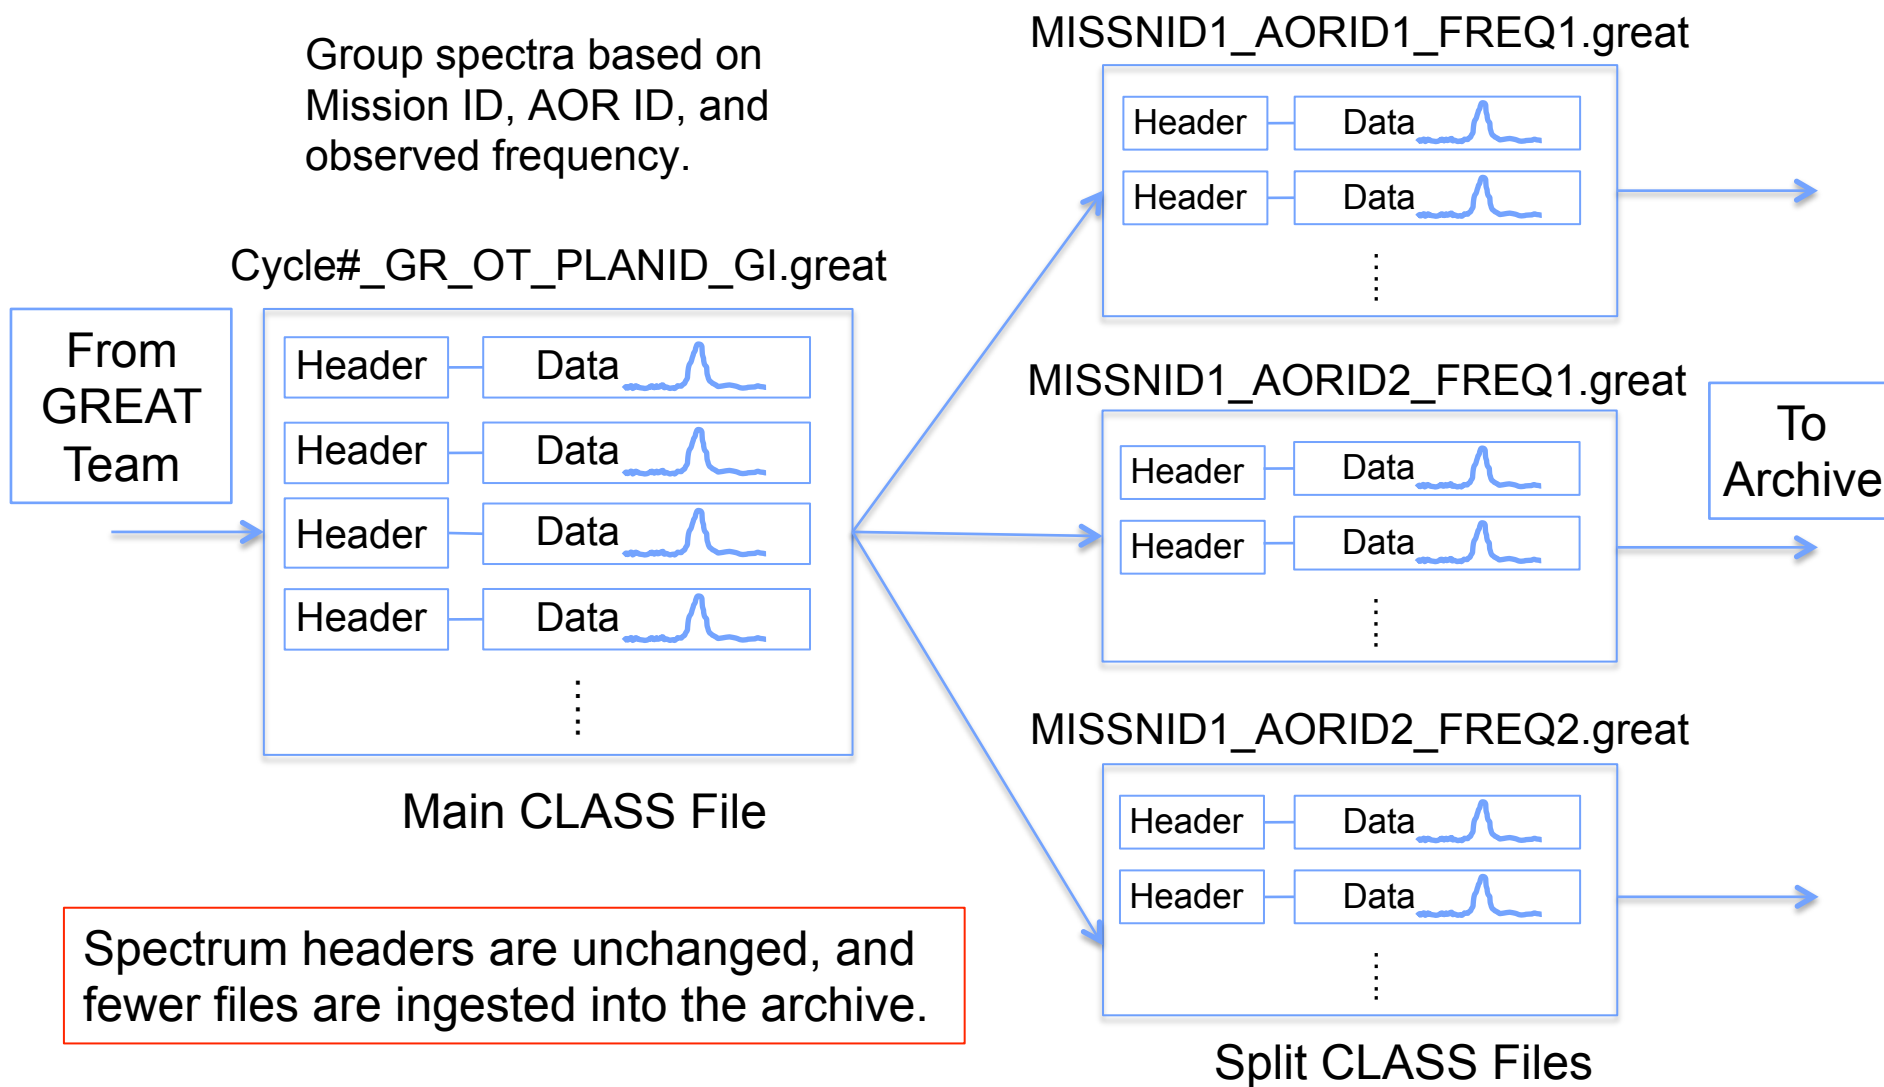 Group spectra based on
Mission ID, AOR ID, and
observed frequency.
Cycle#_GR_OT_PLANID_GI.great
From
GREAT
Team
Header Data
Header Data
Header Data
Header Data
Main CLASS File
MISSNID1_AORID1_FREQ1.great
Header Data
Header Data
MISSNID1_AORID2_FREQ1.great
Header Data
Header Data
MISSNID1_AORID2_FREQ2.great
Header Data
Header Data
Split CLASS Files
To
Archive
Spectrum headers are unchanged, and
fewer files are ingested into the archive.